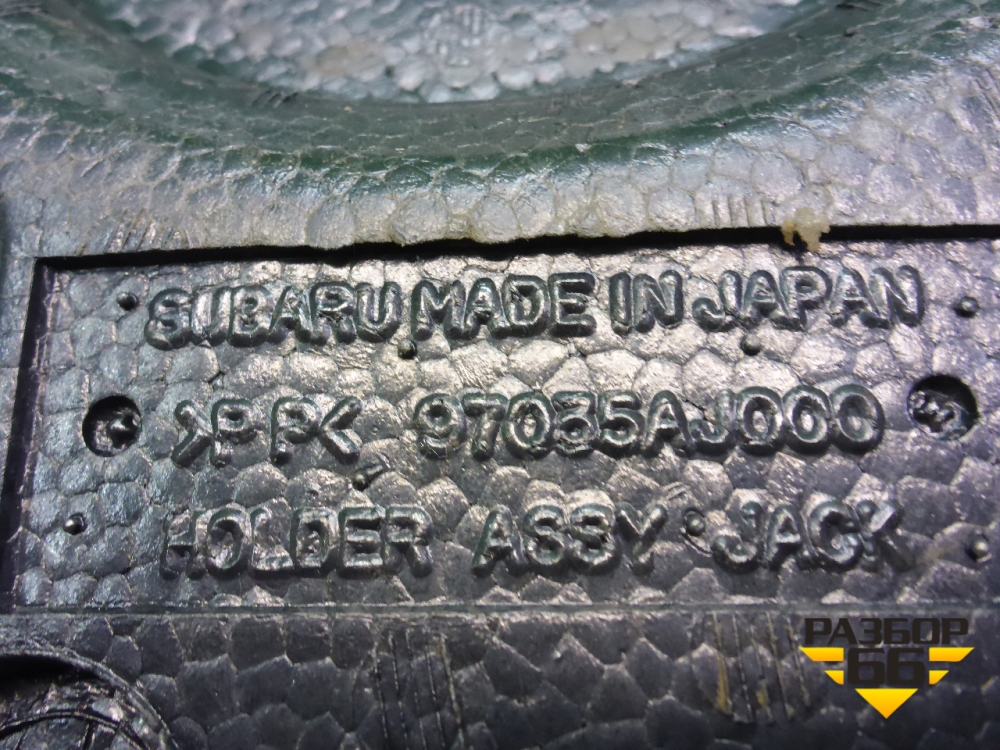 SUBARU MADE IN JAPAN
>PP< 97035AJ000
HOLDER ASSY JACK
РАЗБОР
66